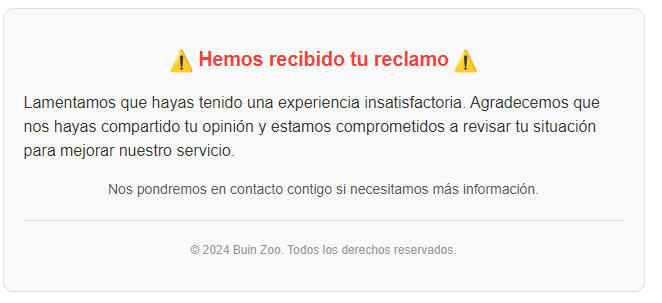 ⚠️ Hemos recibido tu reclamo ⚠️
Lamentamos que hayas tenido una experiencia insatisfactoria. Agradecemos que
nos hayas compartido tu opinión y estamos comprometidos a revisar tu situación
para mejorar nuestro servicio.
Nos pondremos en contacto contigo si necesitamos más información.
© 2024 Buin Zoo. Todos los derechos reservados.